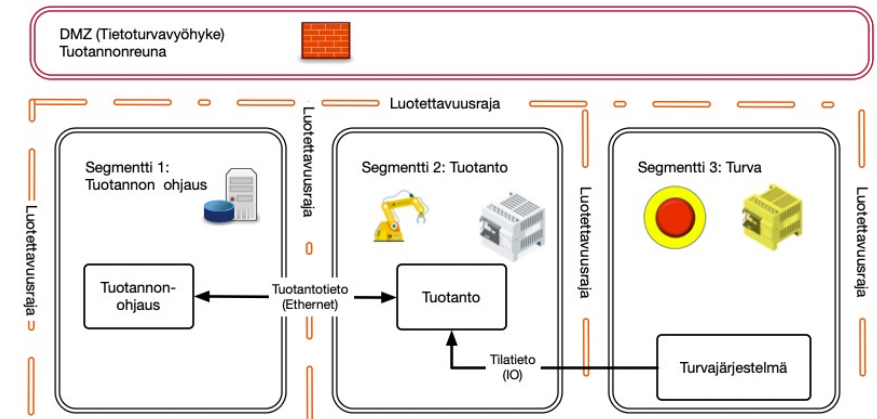 DMZ (Tietoturvavyöhyke)
Tuotannonreuna
Luotettavuusraja
Luotettavuusraja
Luotettavuusraja
Luotettavuusraja
Luotettavuusraja
Segmentti 1:
Tuotannon ohjaus
Segmentti 2: Tuotanto
Segmentti 3: Turva
Tuotannon-
ohjaus
Tuotantotieto
(Ethernet)
Tuotanto
Tilatieto
(IO)
Turvajärjestelmä